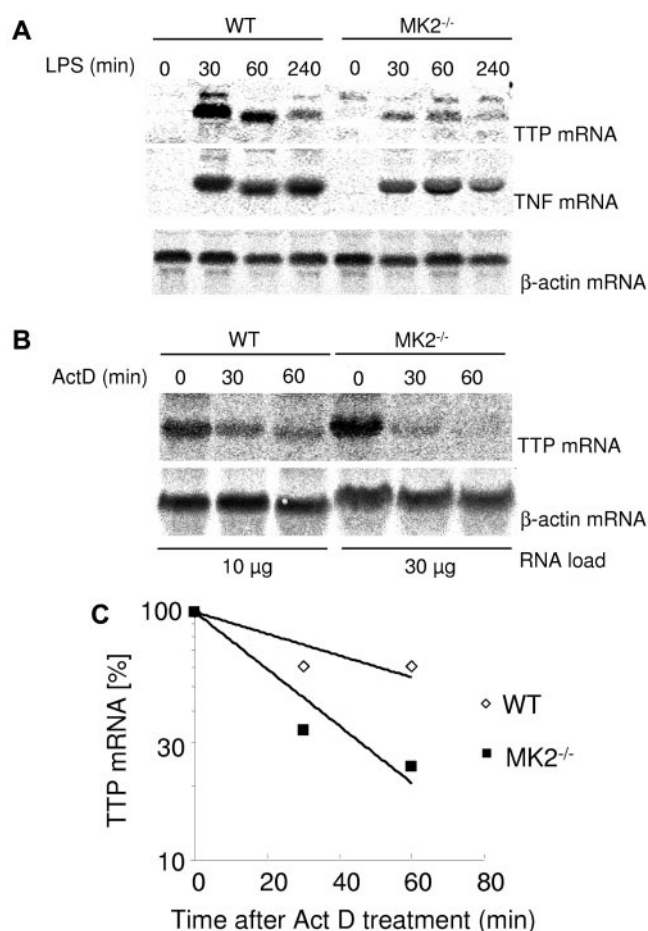 A
WT MK2-/-
LPS (min) 0 30 60 240 0 30 60 240
TTP mRNA
TNF mRNA
β-actin mRNA
B
WT MK2-/-
ActD (min) 0 30 60 0 30 60
TTP mRNA
β-actin mRNA
10 µg 30 µg RNA load
C
TTP mRNA [%]
100
30
10
0 20 40 60 80
Time after Act D treatment (min)
WT
MK2-/-